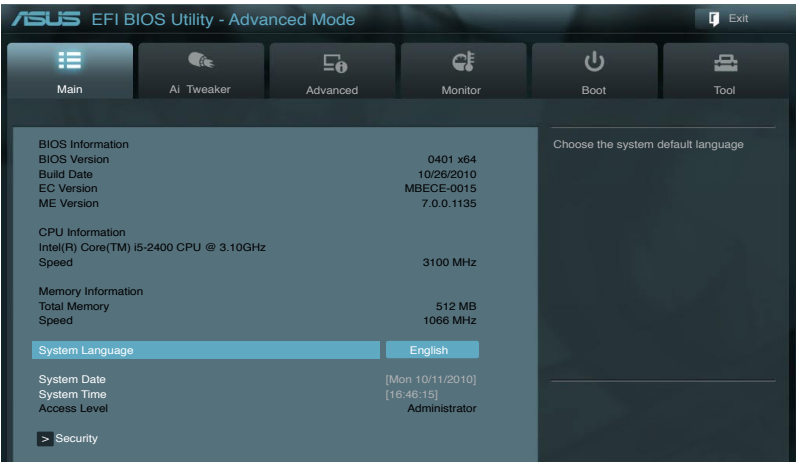 ASUS EFI BIOS Utility - Advanced Mode
Exit
Main
Ai Tweaker
Advanced
Monitor
Boot
Tool
BIOS Information
BIOS Version 0401 x64
Build Date 10/26/2010
EC Version MBECE-0015
ME Version 7.0.0.1135
CPU Information
Intel(R) Core(TM) i5-2400 CPU @ 3.10GHz
Speed 3100 MHz
Memory Information
Total Memory 512 MB
Speed 1066 MHz
System Language English
System Date [Mon 10/11/2010]
System Time [16:46:15]
Access Level Administrator
> Security
Choose the system default language